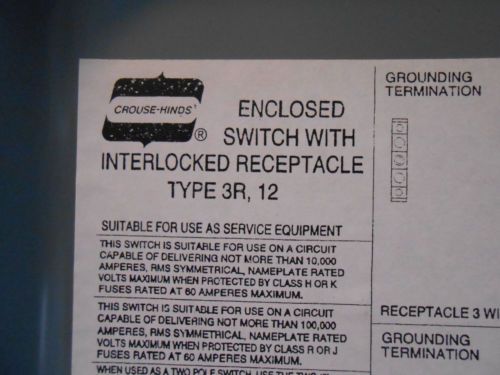 CROUSE-HINDS®
ENCLOSED
SWITCH WITH
INTERLOCKED RECEPTACLE
TYPE 3R, 12
SUITABLE FOR USE AS SERVICE EQUIPMENT
THIS SWITCH IS SUITABLE FOR USE ON A CIRCUIT
CAPABLE OF DELIVERING NOT MORE THAN 10,000
AMPERES, RMS SYMMETRICAL, NAMEPLATE RATED
VOLTS MAXIMUM WHEN PROTECTED BY CLASS H OR K
FUSES RATED AT 60 AMPERES MAXIMUM.
THIS SWITCH IS SUITABLE FOR USE ON A CIRCUIT
CAPABLE OF DELIVERING NOT MORE THAN 100,000
AMPERES, RMS SYMMETRICAL, NAMEPLATE RATED
VOLTS MAXIMUM WHEN PROTECTED BY CLASS R OR J
FUSES RATED AT 60 AMPERES MAXIMUM.
WHEN USED AS A TWO POLE SWITCH, USE THE TWO
GROUNDING
TERMINATION
RECEPTACLE 3 WI
GROUNDING
TERMINATION